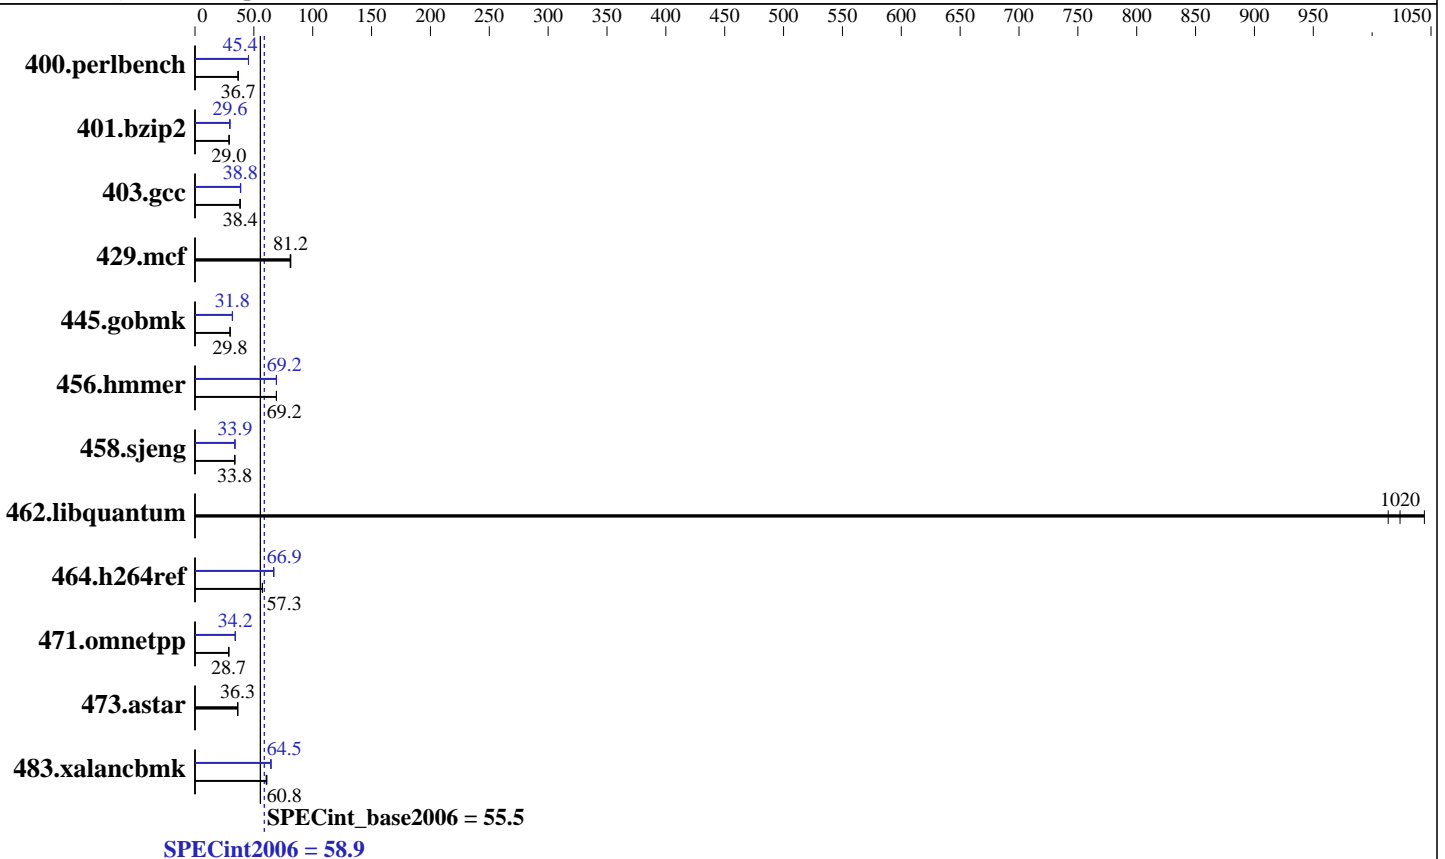 0 50.0 100 150 200 250 300 350 400 450 500 550 600 650 700 750 800 850 900 950 1050
45.4
400.perlbench
36.7
29.6
401.bzip2
29.0
38.8
403.gcc
38.4
81.2
429.mcf
31.8
445.gobmk
29.8
69.2
456.hmmer
69.2
33.9
458.sjeng
33.8
1020
462.libquantum
66.9
464.h264ref
57.3
34.2
471.omnetpp
28.7
36.3
473.astar
64.5
483.xalancbmk
60.8
SPECint_base2006 = 55.5
SPECint2006 = 58.9